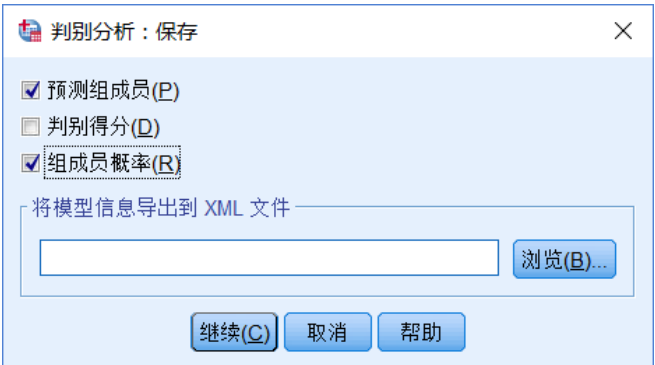 判别分析：保存
预测组成员(P)
判别得分(D)
组成员概率(R)
将模型信息导出到 XML 文件
浏览(B)...
继续(C) 取消 帮助